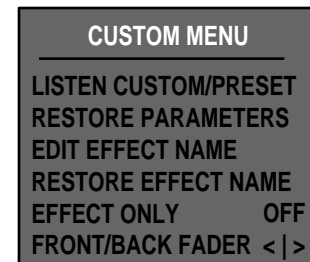 CUSTOM MENU
LISTEN CUSTOM/PRESET
RESTORE PARAMETERS
EDIT EFFECT NAME
RESTORE EFFECT NAME
EFFECT ONLY OFF
FRONT/BACK FADER < | >